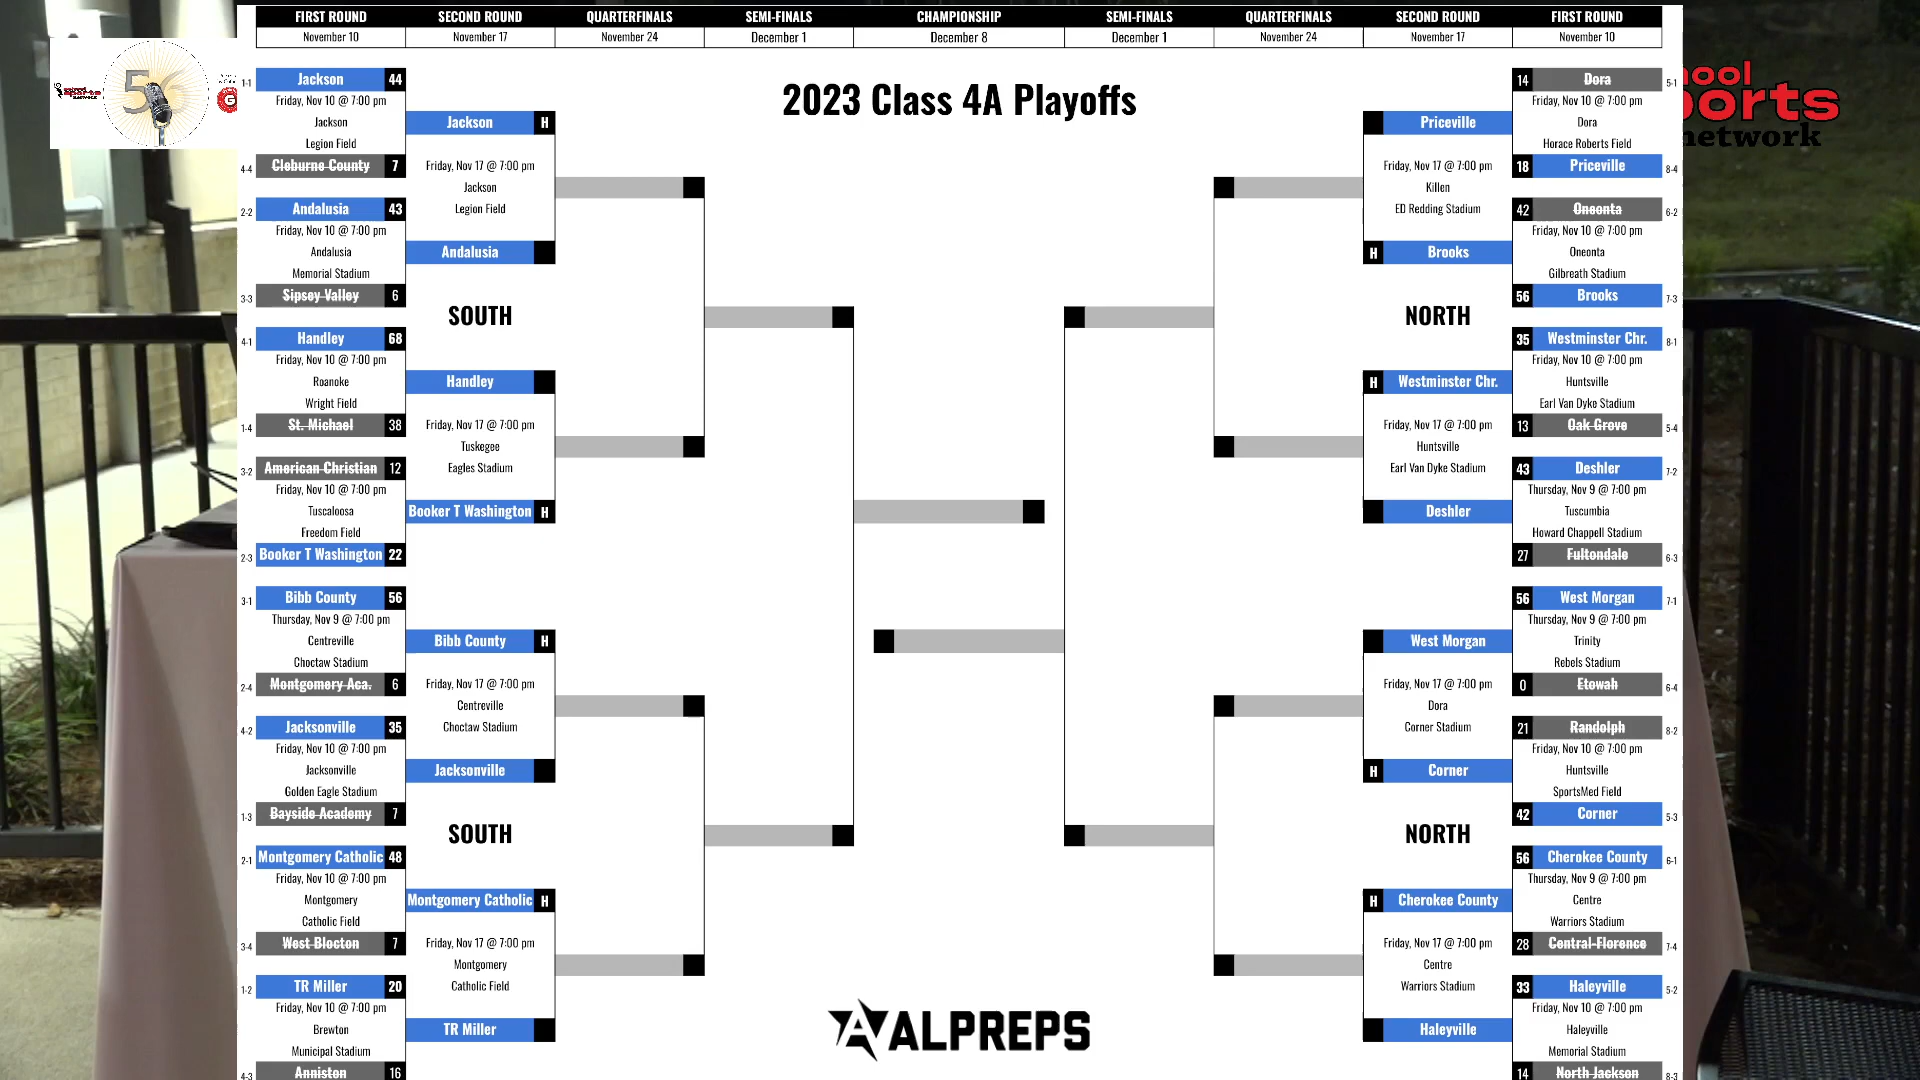 FIRST ROUND
November 10
SECOND ROUND
November 17
QUARTERFINALS
November 24
SEMI-FINALS
December 1
CHAMPIONSHIP
December 8
SEMI-FINALS
December 1
QUARTERFINALS
November 24
SECOND ROUND
November 17
FIRST ROUND
November 10
2023 Class 4A Playoffs
1-1 Jackson 44
Friday, Nov 10 @ 7:00 pm
Jackson
Legion Field
4-4 Cleburne County 7
2-2 Andalusia 43
Friday, Nov 10 @ 7:00 pm
Andalusia
Memorial Stadium
3-3 Sipsey Valley 6
4-1 Handley 68
Friday, Nov 10 @ 7:00 pm
Roanoke
Wright Field
1-4 St. Michael 38
3-2 American Christian 12
Friday, Nov 10 @ 7:00 pm
Tuscaloosa
Freedom Field
2-3 Booker T Washington 22
3-1 Bibb County 56
Thursday, Nov 9 @ 7:00 pm
Centreville
Choctaw Stadium
2-4 Montgomery Aca. 6
4-2 Jacksonville 35
Friday, Nov 10 @ 7:00 pm
Jacksonville
Golden Eagle Stadium
1-3 Bayside Academy 7
2-1 Montgomery Catholic 48
Friday, Nov 10 @ 7:00 pm
Montgomery
Catholic Field
3-4 West Blocton 7
1-2 TR Miller 20
Friday, Nov 10 @ 7:00 pm
Brewton
Municipal Stadium
4-3 Anniston 16
Jackson H
Friday, Nov 17 @ 7:00 pm
Jackson
Legion Field
Andalusia
SOUTH
Handley
Friday, Nov 17 @ 7:00 pm
Tuskegee
Eagles Stadium
Booker T Washington H
Bibb County H
Friday, Nov 17 @ 7:00 pm
Centreville
Choctaw Stadium
Jacksonville
SOUTH
Montgomery Catholic H
Friday, Nov 17 @ 7:00 pm
Montgomery
Catholic Field
TR Miller
Priceville
Friday, Nov 17 @ 7:00 pm
Killen
ED Redding Stadium
H Brooks
NORTH
H Westminster Chr.
Friday, Nov 17 @ 7:00 pm
Huntsville
Earl Van Dyke Stadium
Deshler
West Morgan
Friday, Nov 17 @ 7:00 pm
Dora
Corner Stadium
H Corner
NORTH
H Cherokee County
Friday, Nov 17 @ 7:00 pm
Centre
Warriors Stadium
Haleyville
14 Dora 5-1
Friday, Nov 10 @ 7:00 pm
Dora
Horace Roberts Field
18 Priceville 8-4
42 Oneonta 6-2
Friday, Nov 10 @ 7:00 pm
Oneonta
Gilbreath Stadium
56 Brooks 7-3
35 Westminster Chr. 8-1
Friday, Nov 10 @ 7:00 pm
Huntsville
Earl Van Dyke Stadium
13 Oak Grove 5-4
43 Deshler 7-2
Thursday, Nov 9 @ 7:00 pm
Tuscumbia
Howard Chappell Stadium
27 Fultondale 6-3
56 West Morgan 7-1
Thursday, Nov 9 @ 7:00 pm
Trinity
Rebels Stadium
0 Etowah 6-4
21 Randolph 8-2
Friday, Nov 10 @ 7:00 pm
Huntsville
SportsMed Field
42 Corner 5-3
56 Cherokee County 6-1
Thursday, Nov 9 @ 7:00 pm
Centre
Warriors Stadium
28 Central-Florence 7-4
33 Haleyville 5-2
Friday, Nov 10 @ 7:00 pm
Haleyville
Memorial Stadium
14 North Jackson 8-3
ALPREPS
ool
orts
network